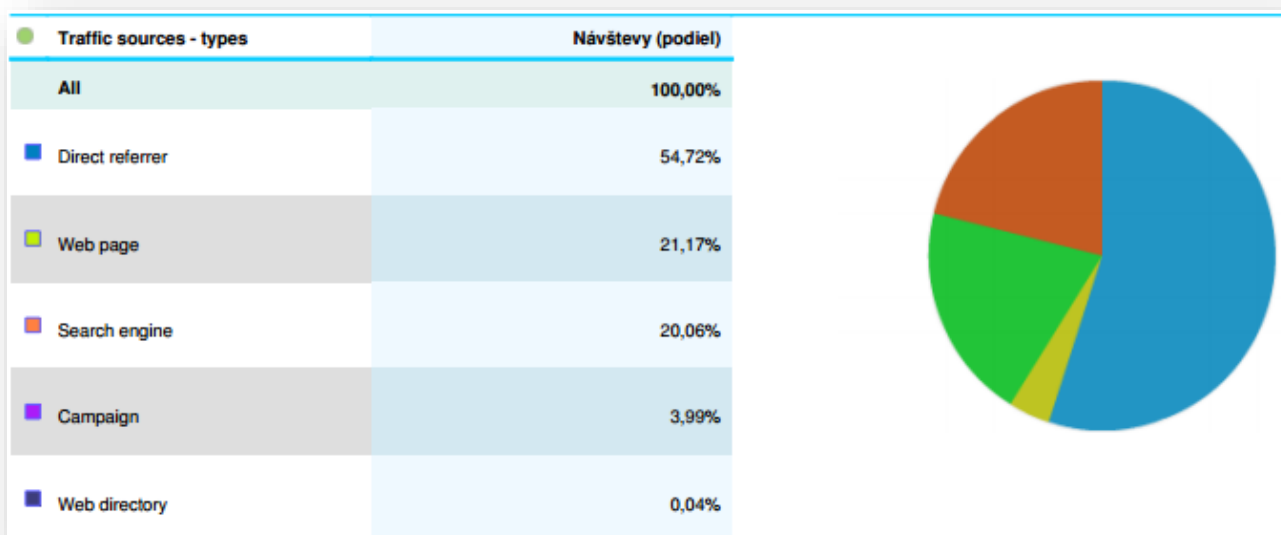 Traffic sources - types Návštevy (podiel)
All 100,00%
Direct referrer 54,72%
Web page 21,17%
Search engine 20,06%
Campaign 3,99%
Web directory 0,04%